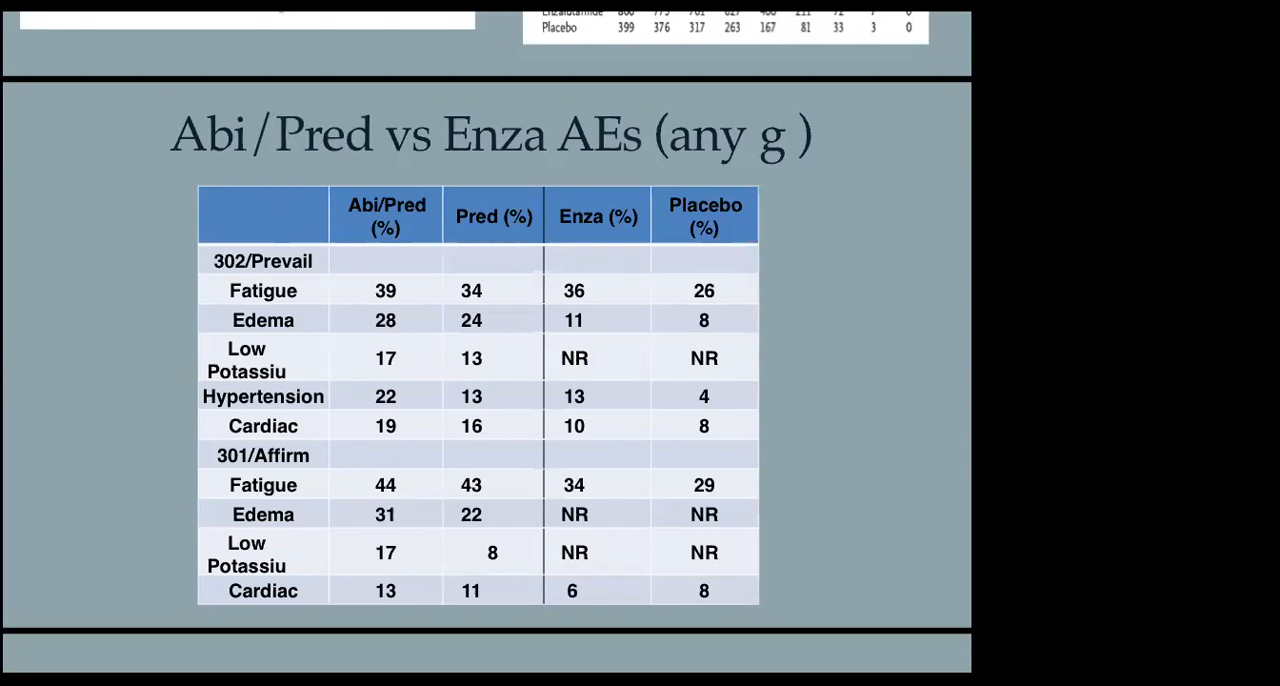 Placebo 399 376 317 263 167 81 33 3 0
Abi/Pred vs Enza AEs (any g )
Abi/Pred (%) Pred (%) Enza (%) Placebo (%)
302/Prevail
Fatigue 39 34 36 26
Edema 28 24 11 8
Low
Potassiu 17 13 NR NR
Hypertension 22 13 13 4
Cardiac 19 16 10 8
301/Affirm
Fatigue 44 43 34 29
Edema 31 22 NR NR
Low
Potassiu 17 8 NR NR
Cardiac 13 11 6 8